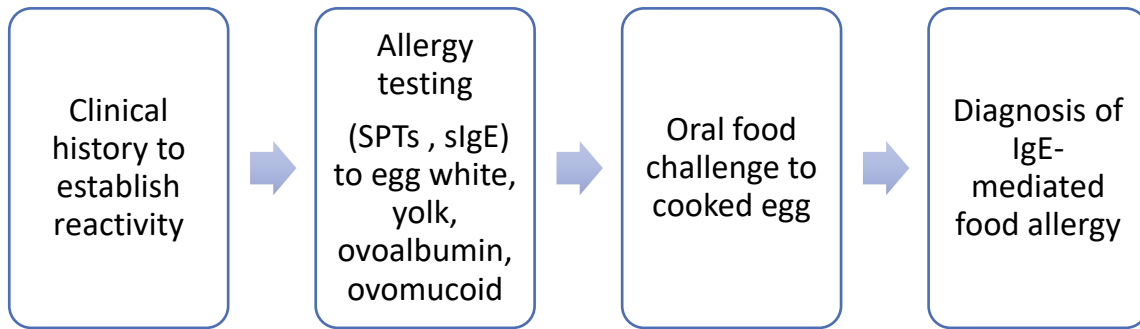 Clinical
history to
establish
reactivity
Allergy
testing
(SPTs , sIgE)
to egg white,
yolk,
ovoalbumin,
ovomucoid
Oral food
challenge to
cooked egg
Diagnosis of
IgE-
mediated
food allergy